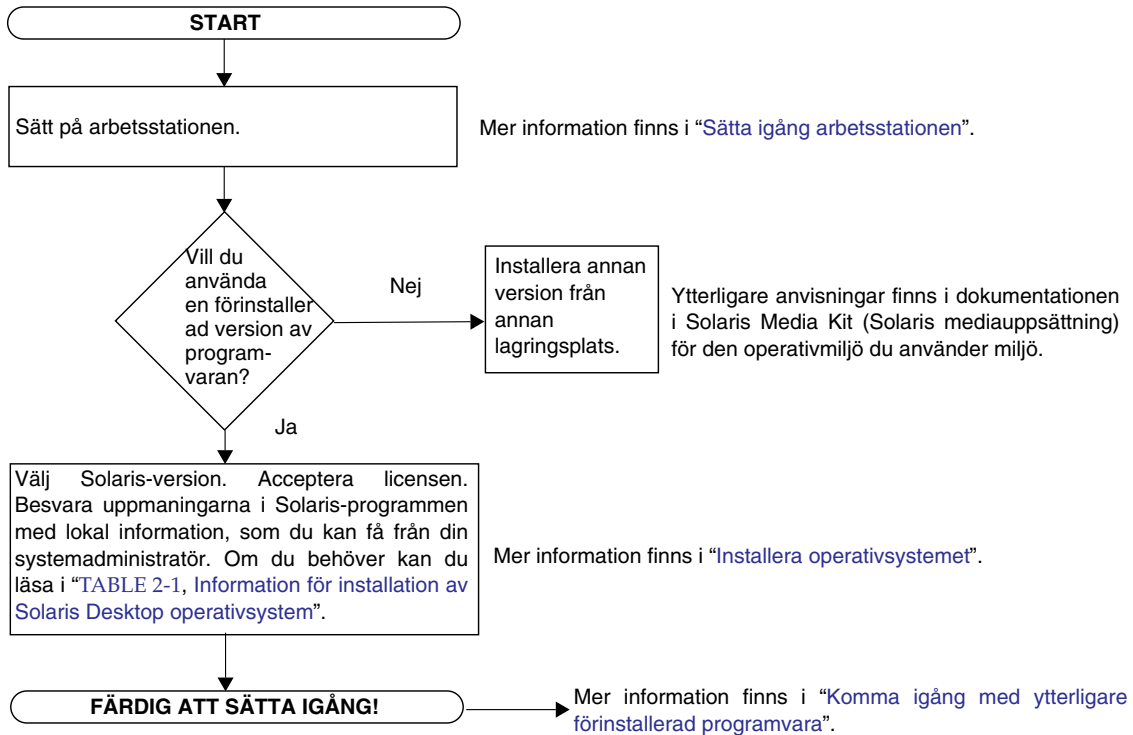 START
Sätt på arbetsstationen.
Mer information finns i “Sätta igång arbetsstationen”.
Vill du
använda
en förinstaller
ad version av
program-
varan?
Nej
Installera annan
version från
annan
lagringsplats.
Ytterligare anvisningar finns i dokumentationen
i Solaris Media Kit (Solaris mediauppsättning)
för den operativmiljö du använder miljö.
Ja
Välj Solaris-version. Acceptera licensen.
Besvara uppmaningarna i Solaris-programmen
med lokal information, som du kan få från din
systemadministratör. Om du behöver kan du
läsa i “TABLE 2-1, Information för installation av
Solaris Desktop operativsystem”.
Mer information finns i “Installera operativsystemet”.
FÄRDIG ATT SÄTTA IGÅNG!
Mer information finns i “Komma igång med ytterligare
förinstallerad programvara”.